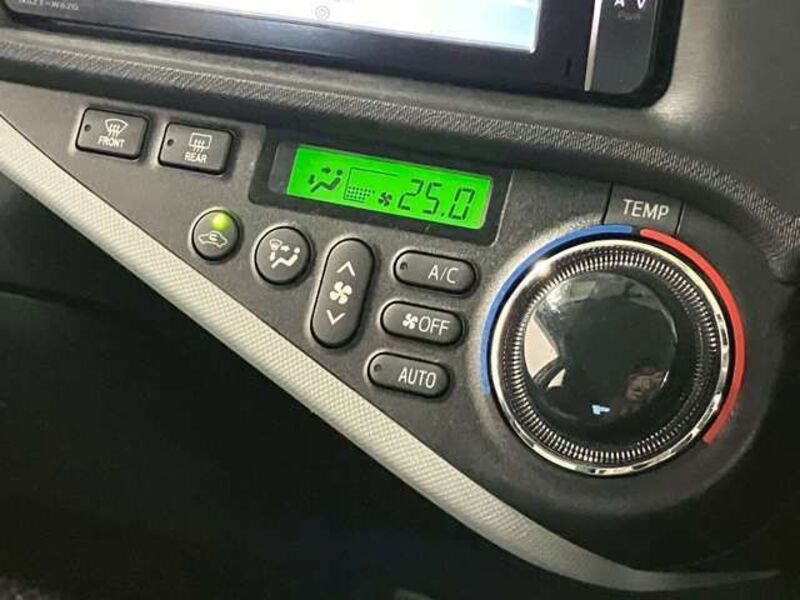 A V
FRONT
REAR
25.0
TEMP
A/C
OFF
AUTO